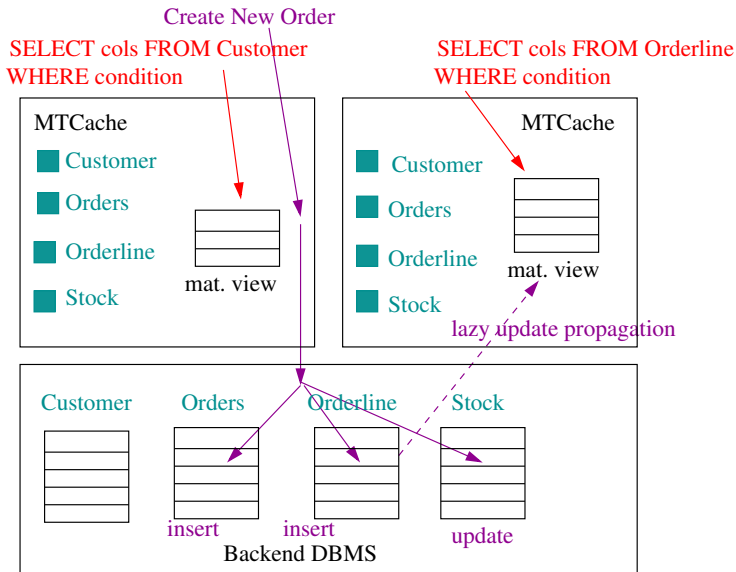 Create New Order
SELECT cols FROM Customer
WHERE condition
SELECT cols FROM Orderline
WHERE condition
MTCache
Customer
Orders
Orderline
Stock
mat. view
MTCache
Customer
Orders
Orderline
Stock
mat. view
lazy update propagation
Customer
Orders
Orderline
Stock
insert
insert
update
Backend DBMS